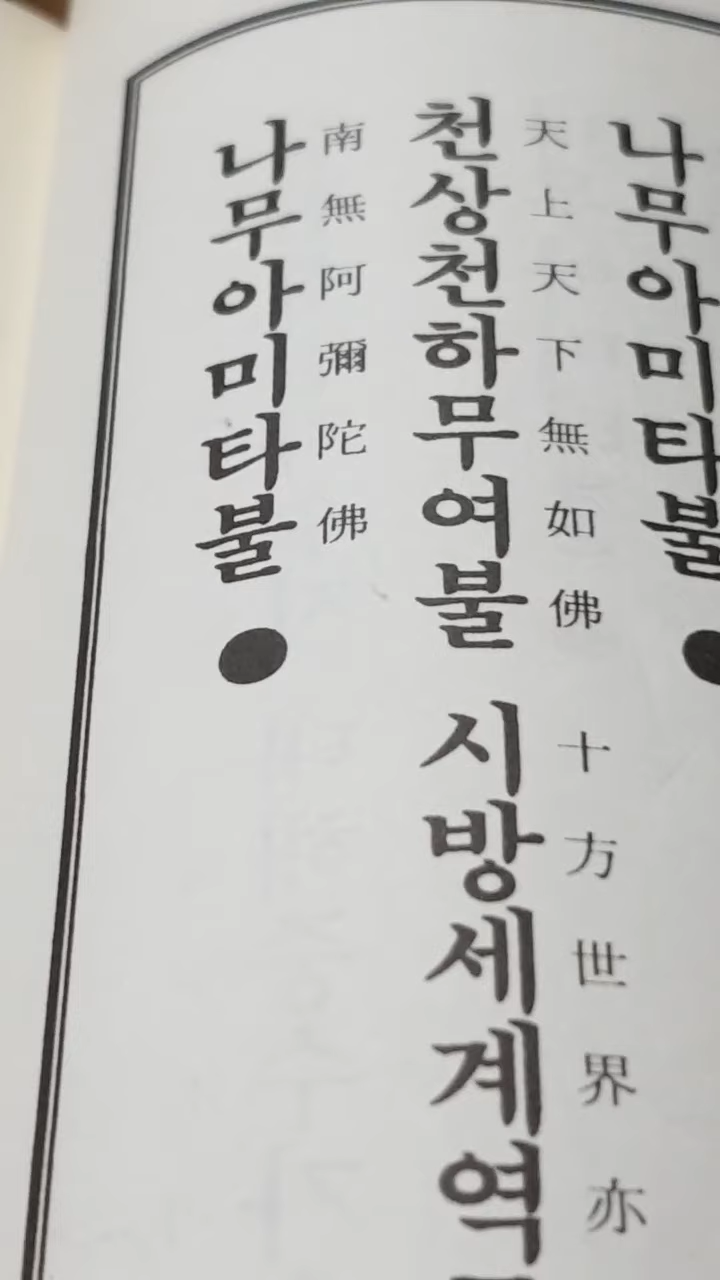 나무아미타불
天上天下無如佛 十方世界亦
천상천하무여불 시방세계역
南無阿彌陀佛
나무아미타불